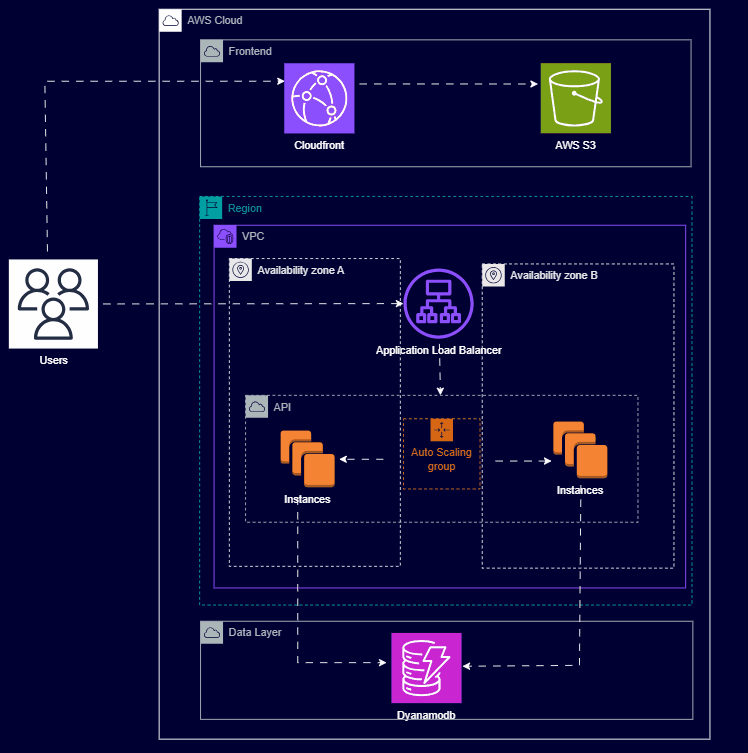 AWS Cloud
Frontend
Cloudfront
AWS S3
Region
VPC
Availability zone A
Availability zone B
Users
Application Load Balancer
API
Auto Scaling
group
Instances
Instances
Data Layer
Dyanamodb